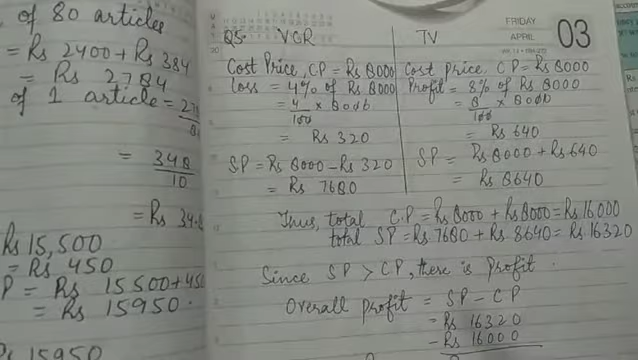 of 80 articles
= Rs 2400 + Rs 384
= Rs 2784
of 1 article =
= 348/10
= Rs 34.8
Rs 15,500
= Rs 450
P = Rs 15500 + 45
= Rs 15950.
Rs 15950
FRIDAY
APRIL 03
Q5. VCR
Cost Price, CP = Rs 8000
loss = 4% of Rs 8000
= 4/100 x 8000
= Rs 320
SP = Rs 8000 - Rs 320
= Rs 7680
TV
Cost Price, CP = Rs 8000
Profit = 8% of Rs 8000
= 8/100 x 8000
= Rs 640
SP = Rs 8000 + Rs 640
= Rs 8640
Thus, total C.P = Rs 8000 + Rs 8000 = Rs 16000
total SP = Rs 7680 + Rs. 8640 = Rs 16320
Since SP > CP, there is Profit.
Overall profit = SP - CP
= Rs 16320
- Rs 16000